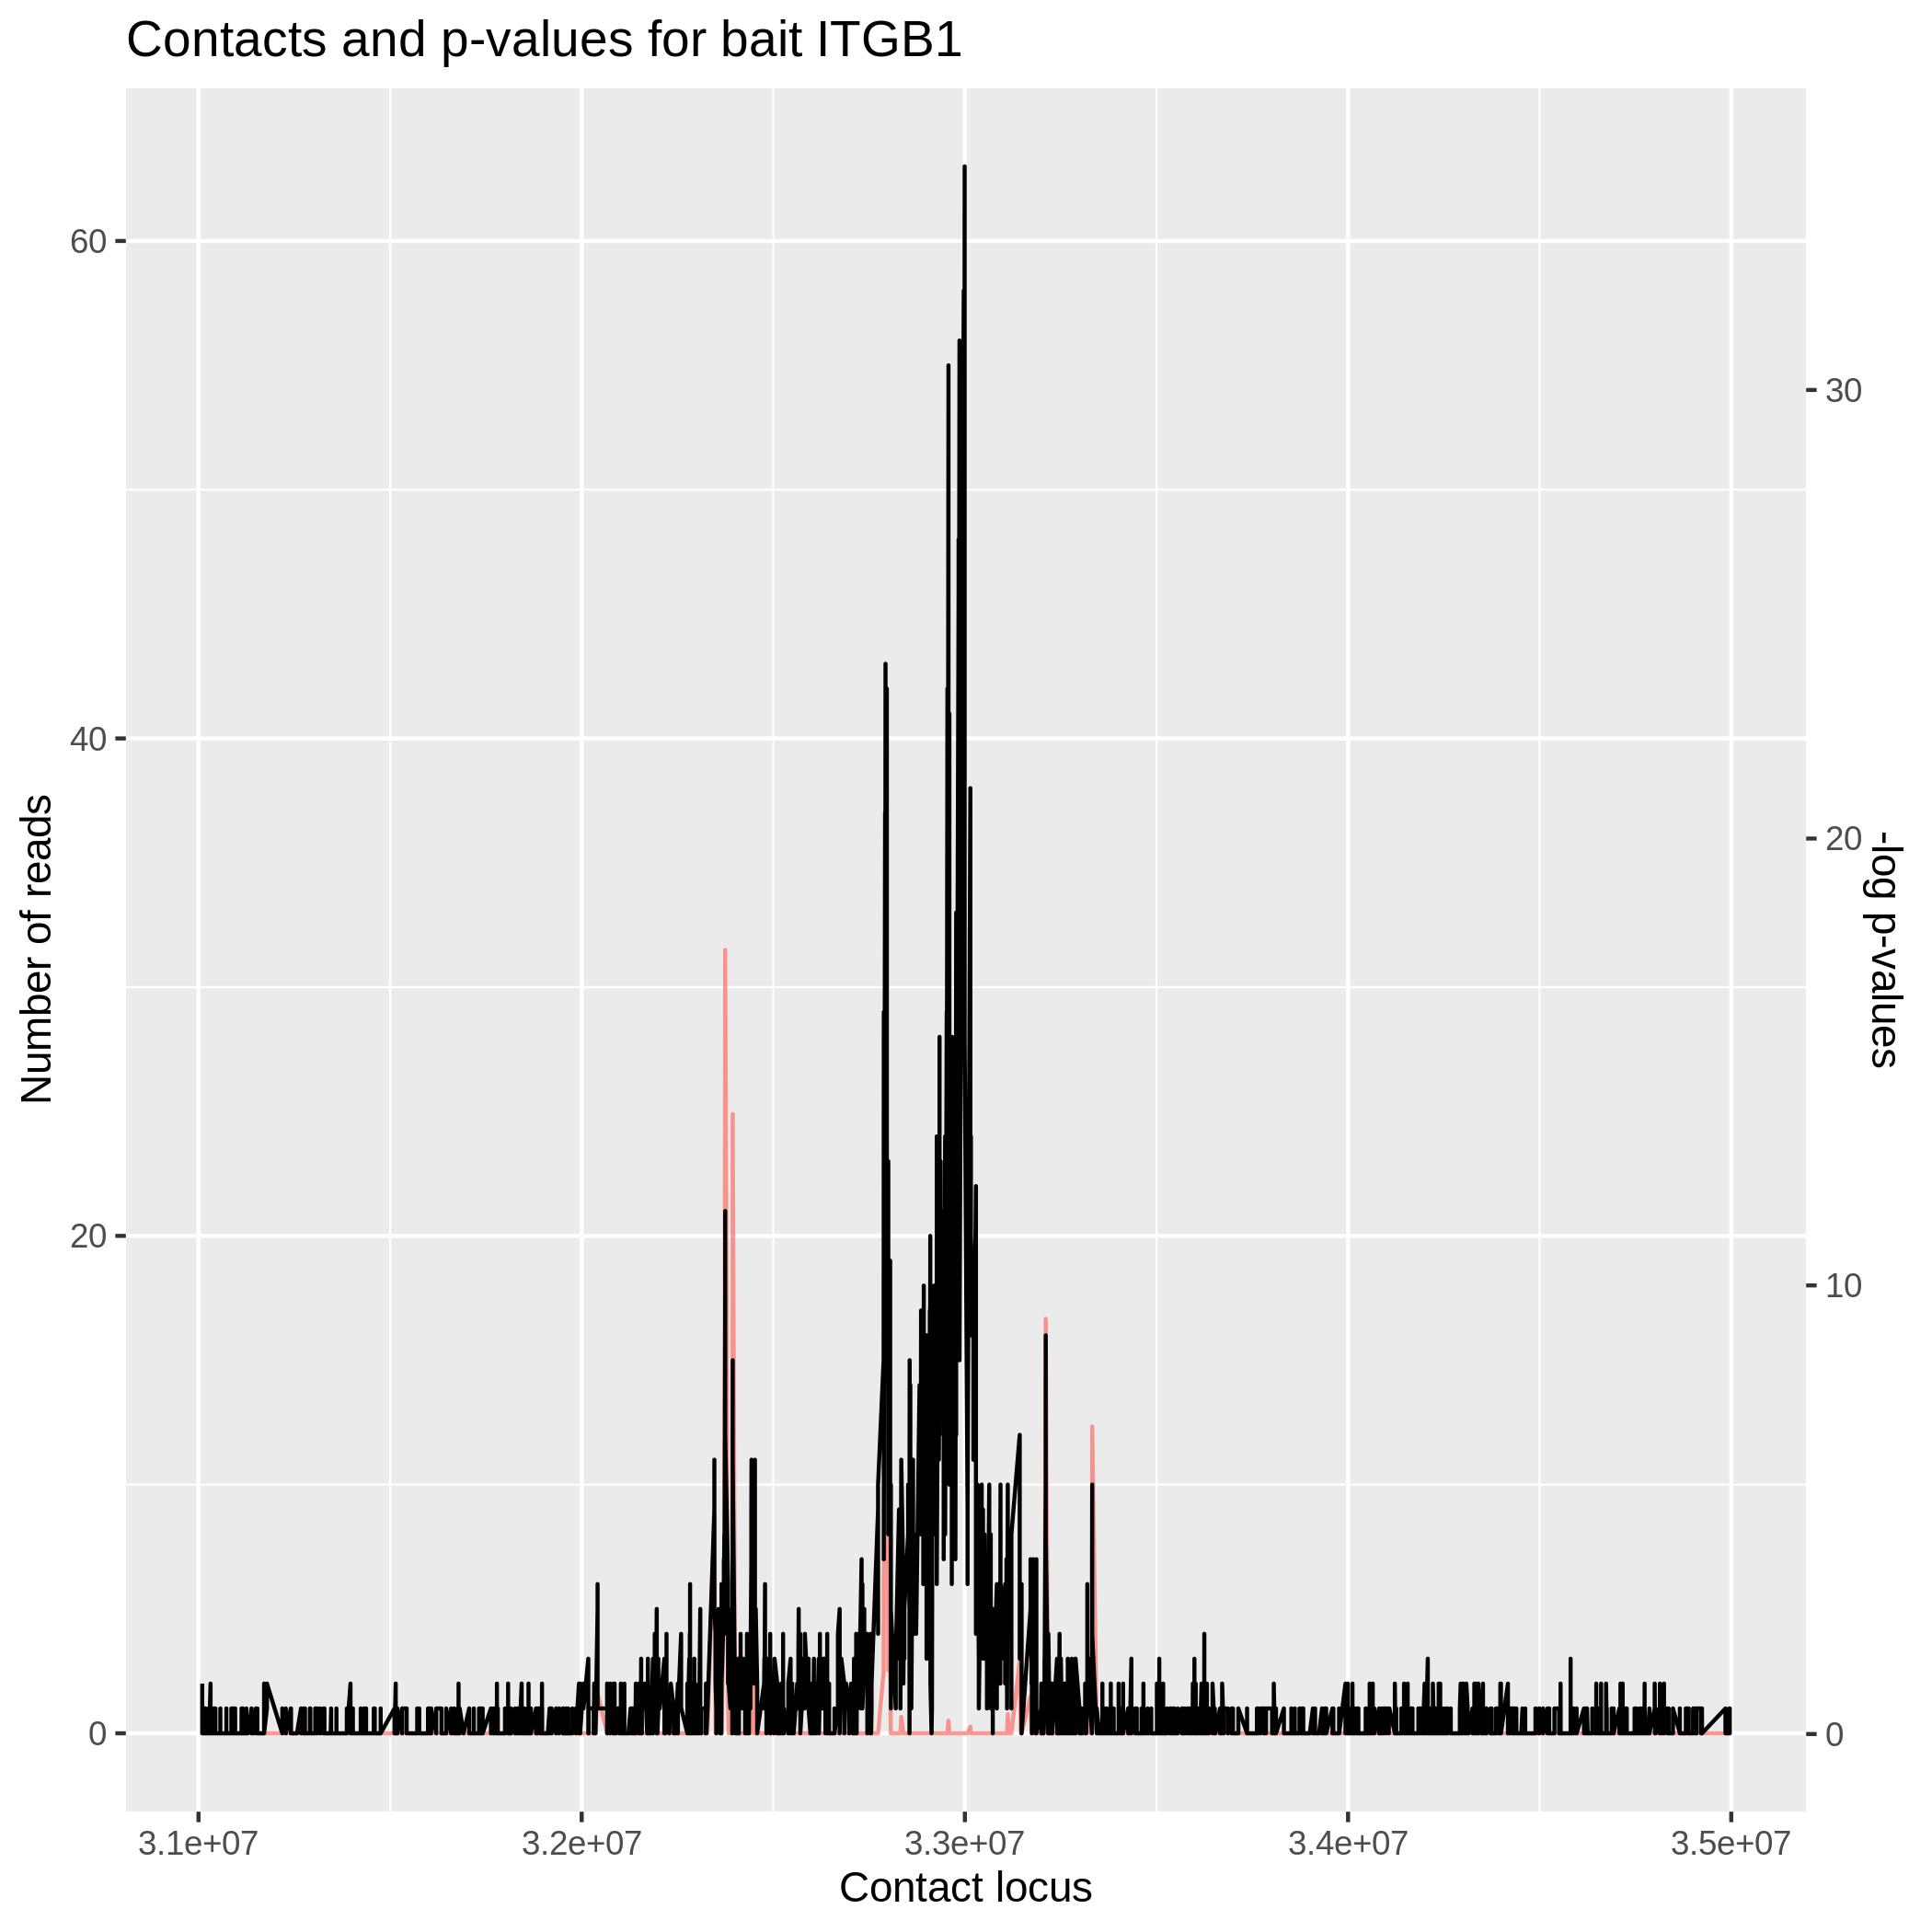 Contacts and p-values for bait ITGB1
60
40
20
0
30
20
10
0
Number of reads
-log p-values
3.1e+07 3.2e+07 3.3e+07 3.4e+07 3.5e+07
Contact locus